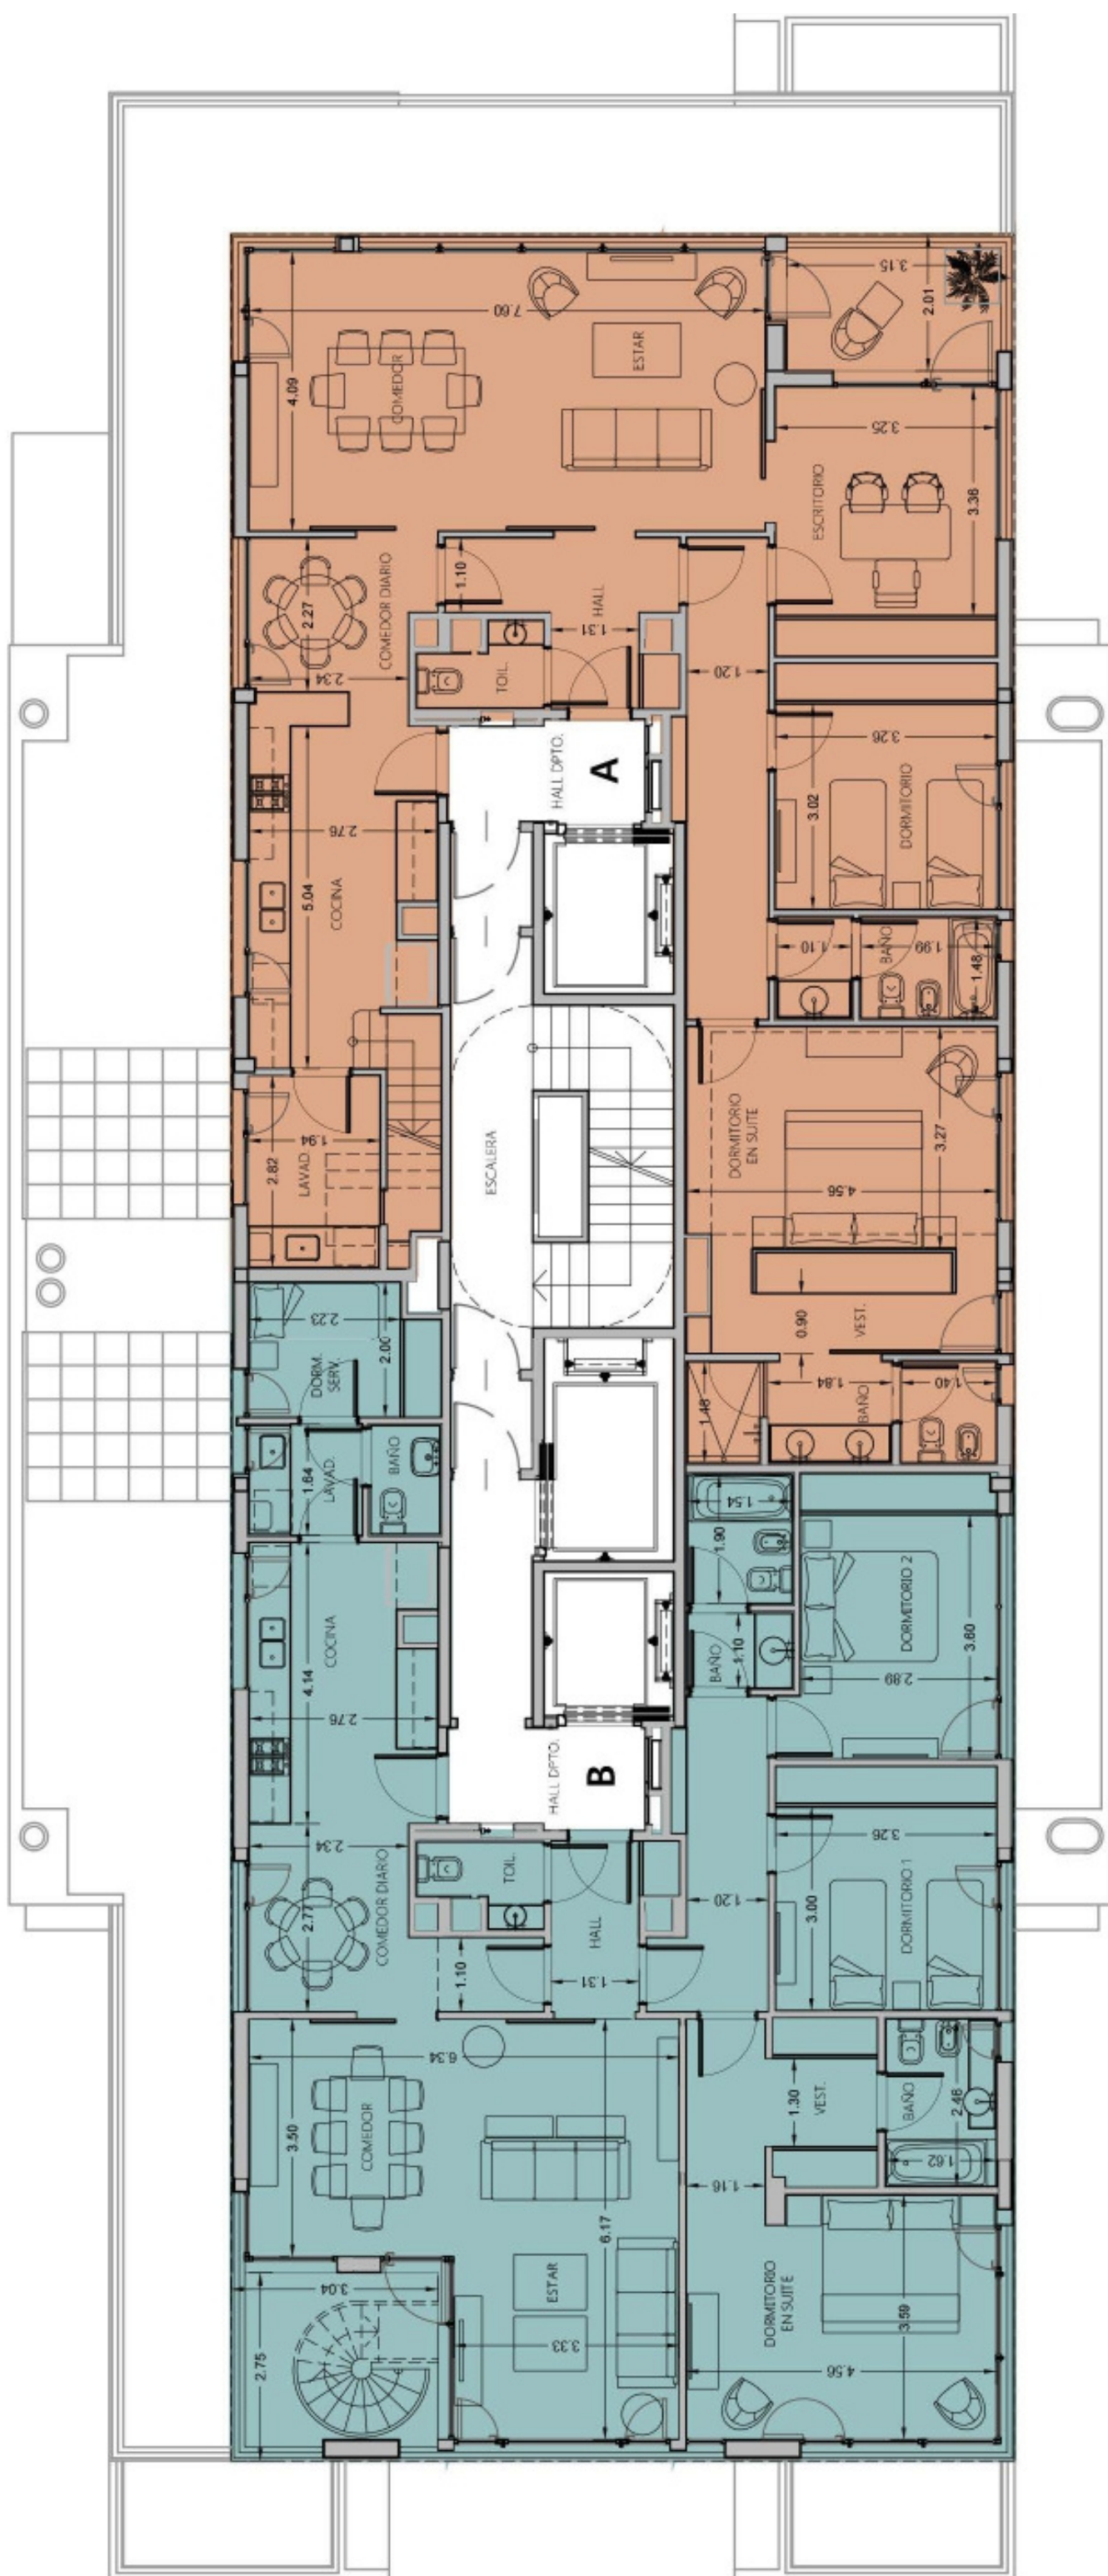 3.15
2.01
7.60
4.09
COMEDOR
ESTAR
3.25
ESCRITORIO
3.36
2.27
COMEDOR DIARIO
2.34
1.10
HALL
1.31
TOIL.
1.20
HALL DPTO.
A
3.26
3.02
DORMITORIO
2.76
5.04
COCINA
1.10
BAÑO
1.99
1.48
ESCALERA
1.94
2.82
LAVAD.
DORMITORIO
EN SUITE
3.27
4.56
0.90
VEST.
2.23
2.00
DORM.
SERV.
1.48
1.84
BAÑO
1.40
1.64
LAVAD.
BAÑO
1.54
1.90
BAÑO
1.10
DORMITORIO 2
3.60
2.89
COCINA
4.14
2.76
HALL DPTO.
B
2.34
2.77
COMEDOR DIARIO
TOIL.
1.10
HALL
1.31
1.20
3.26
3.00
DORMITORIO 1
6.34
3.50
COMEDOR
1.30
VEST.
BAÑO
2.46
1.62
1.16
6.17
ESTAR
3.33
3.04
2.75
DORMITORIO
EN SUITE
3.59
4.56